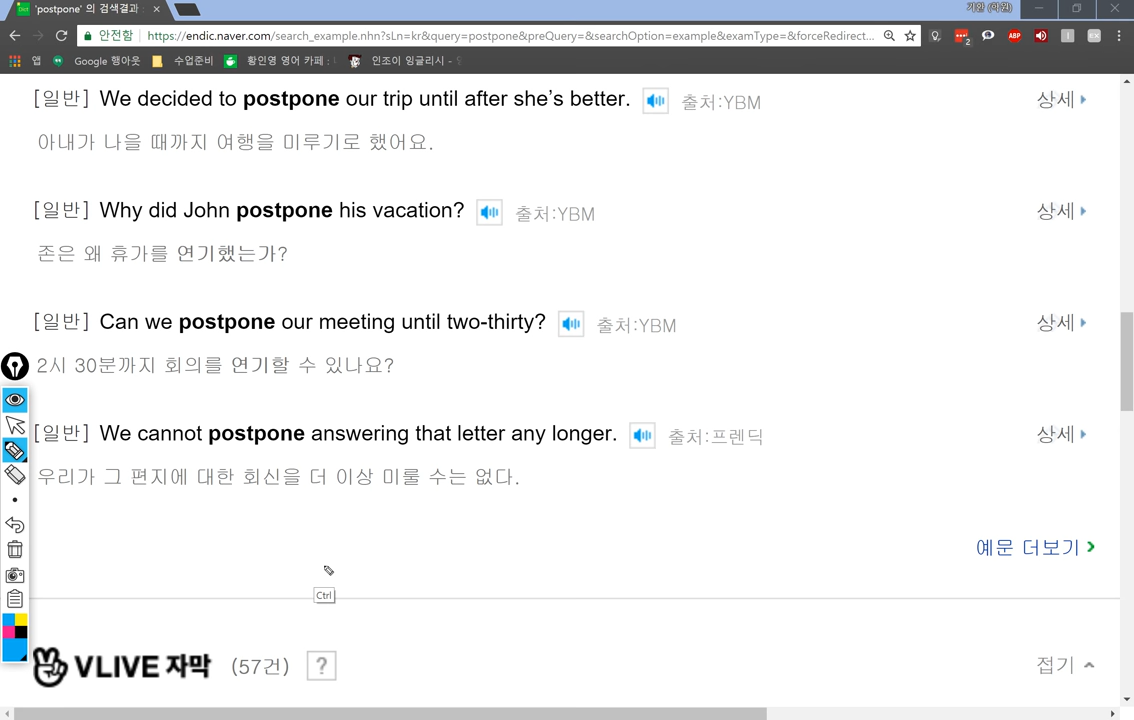 'postpone' 의 검색결과
기환 (학원)
안전함 https://endic.naver.com/search_example.nhn?sLn=kr&query=postpone&preQuery=&searchOption=example&examType=&forceRedirect...
ABP
2
앱 Google 행아웃 수업준비 황인영 영어 카페 : 인조이 잉글리시 -
[일반] We decided to postpone our trip until after she's better. 출처:YBM 상세
아내가 나을 때까지 여행을 미루기로 했어요.
[일반] Why did John postpone his vacation? 출처:YBM 상세
존은 왜 휴가를 연기했는가?
[일반] Can we postpone our meeting until two-thirty? 출처:YBM 상세
2시 30분까지 회의를 연기할 수 있나요?
[일반] We cannot postpone answering that letter any longer. 출처:프렌딕 상세
우리가 그 편지에 대한 회신을 더 이상 미룰 수는 없다.
예문 더보기
Ctrl
VLIVE 자막 (57건) ? 접기